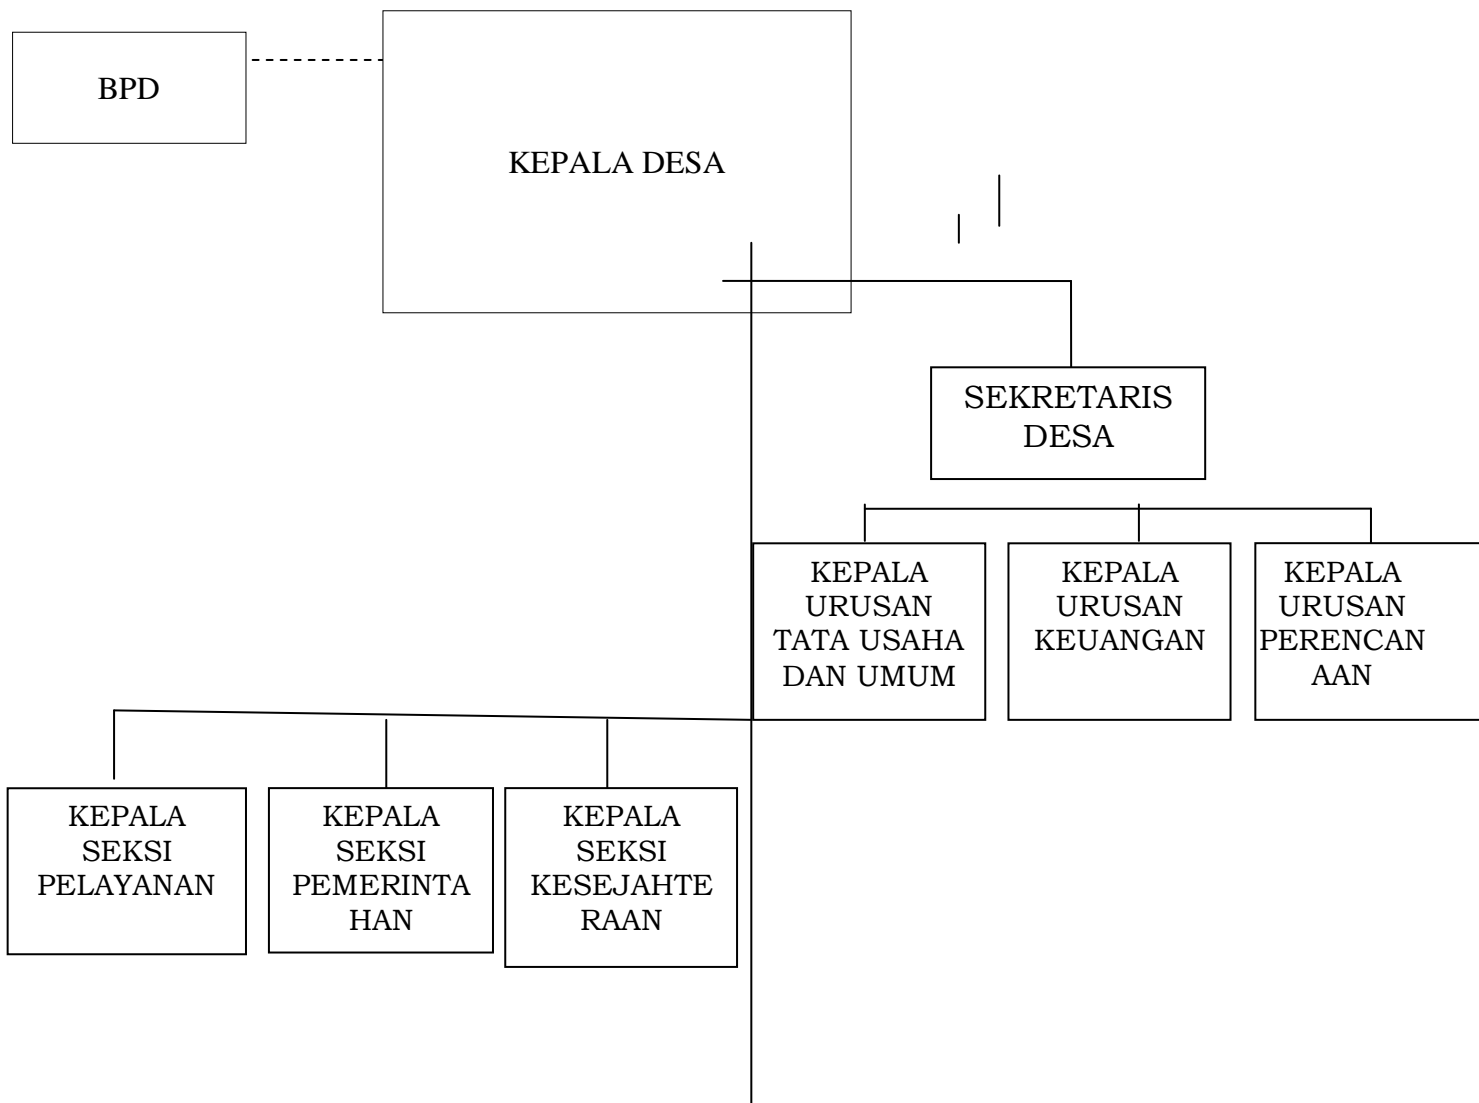 BPD
KEPALA DESA
SEKRETARIS
DESA
KEPALA
URUSAN
TATA USAHA
DAN UMUM
KEPALA
URUSAN
KEUANGAN
KEPALA
URUSAN
PERENCAN
AAN
KEPALA
SEKSI
PELAYANAN
KEPALA
SEKSI
PEMERINTA
HAN
KEPALA
SEKSI
KESEJAHTE
RAAN